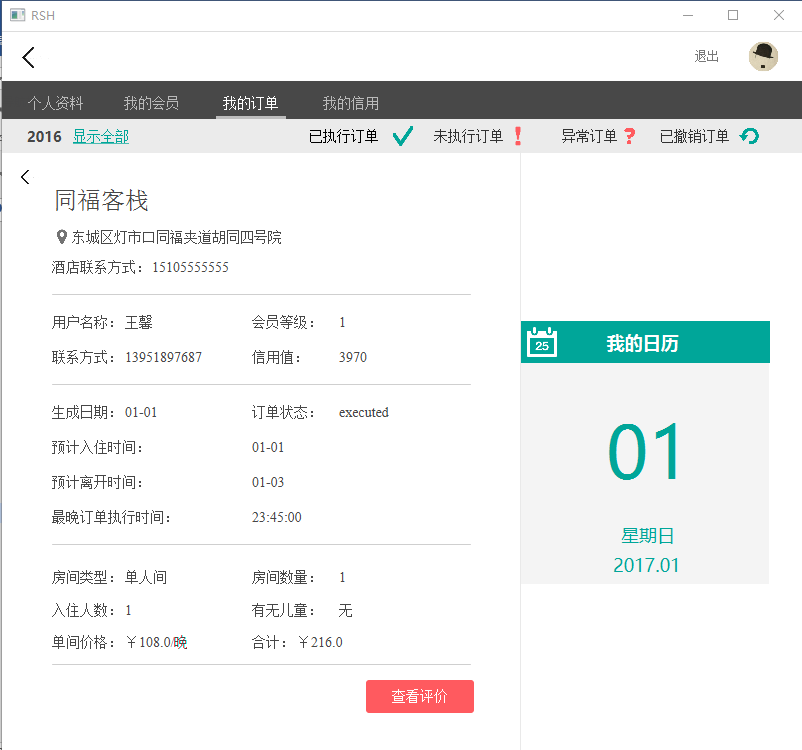 RSH
退出
个人资料 我的会员 我的订单 我的信用
2016 显示全部 已执行订单 未执行订单 异常订单 已撤销订单
同福客栈
东城区灯市口同福夹道胡同四号院
酒店联系方式：15105555555
用户名称：王馨 会员等级： 1
联系方式：13951897687 信用值： 3970
生成日期：01-01 订单状态： executed
预计入住时间： 01-01
预计离开时间： 01-03
最晚订单执行时间： 23:45:00
房间类型：单人间 房间数量： 1
入住人数：1 有无儿童： 无
单间价格：￥108.0/晚 合计：￥216.0
查看评价
25 我的日历
01
星期日
2017.01